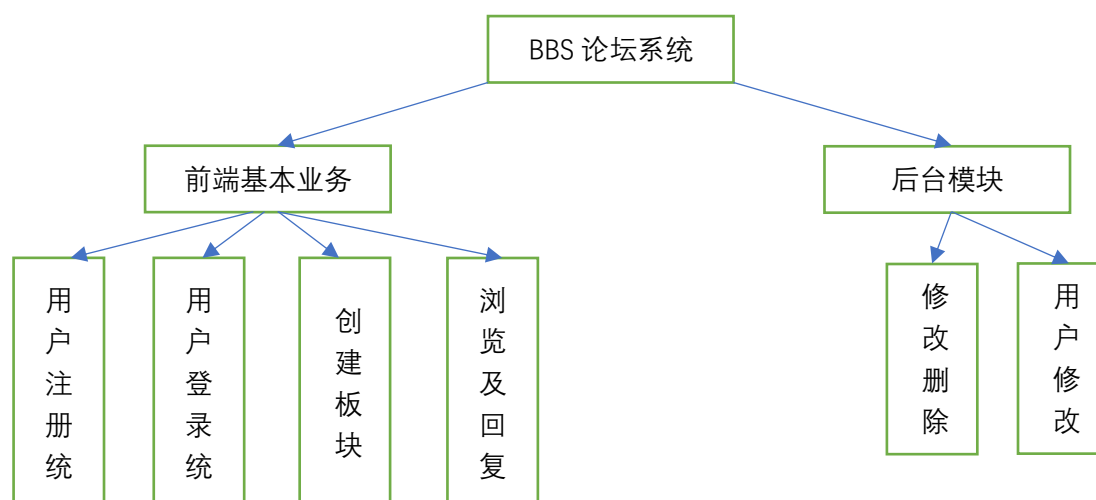 BBS 论坛系统
前端基本业务
后台模块
用户注册统
用户登录统
创建板块
浏览及回复
修改删除
用户修改